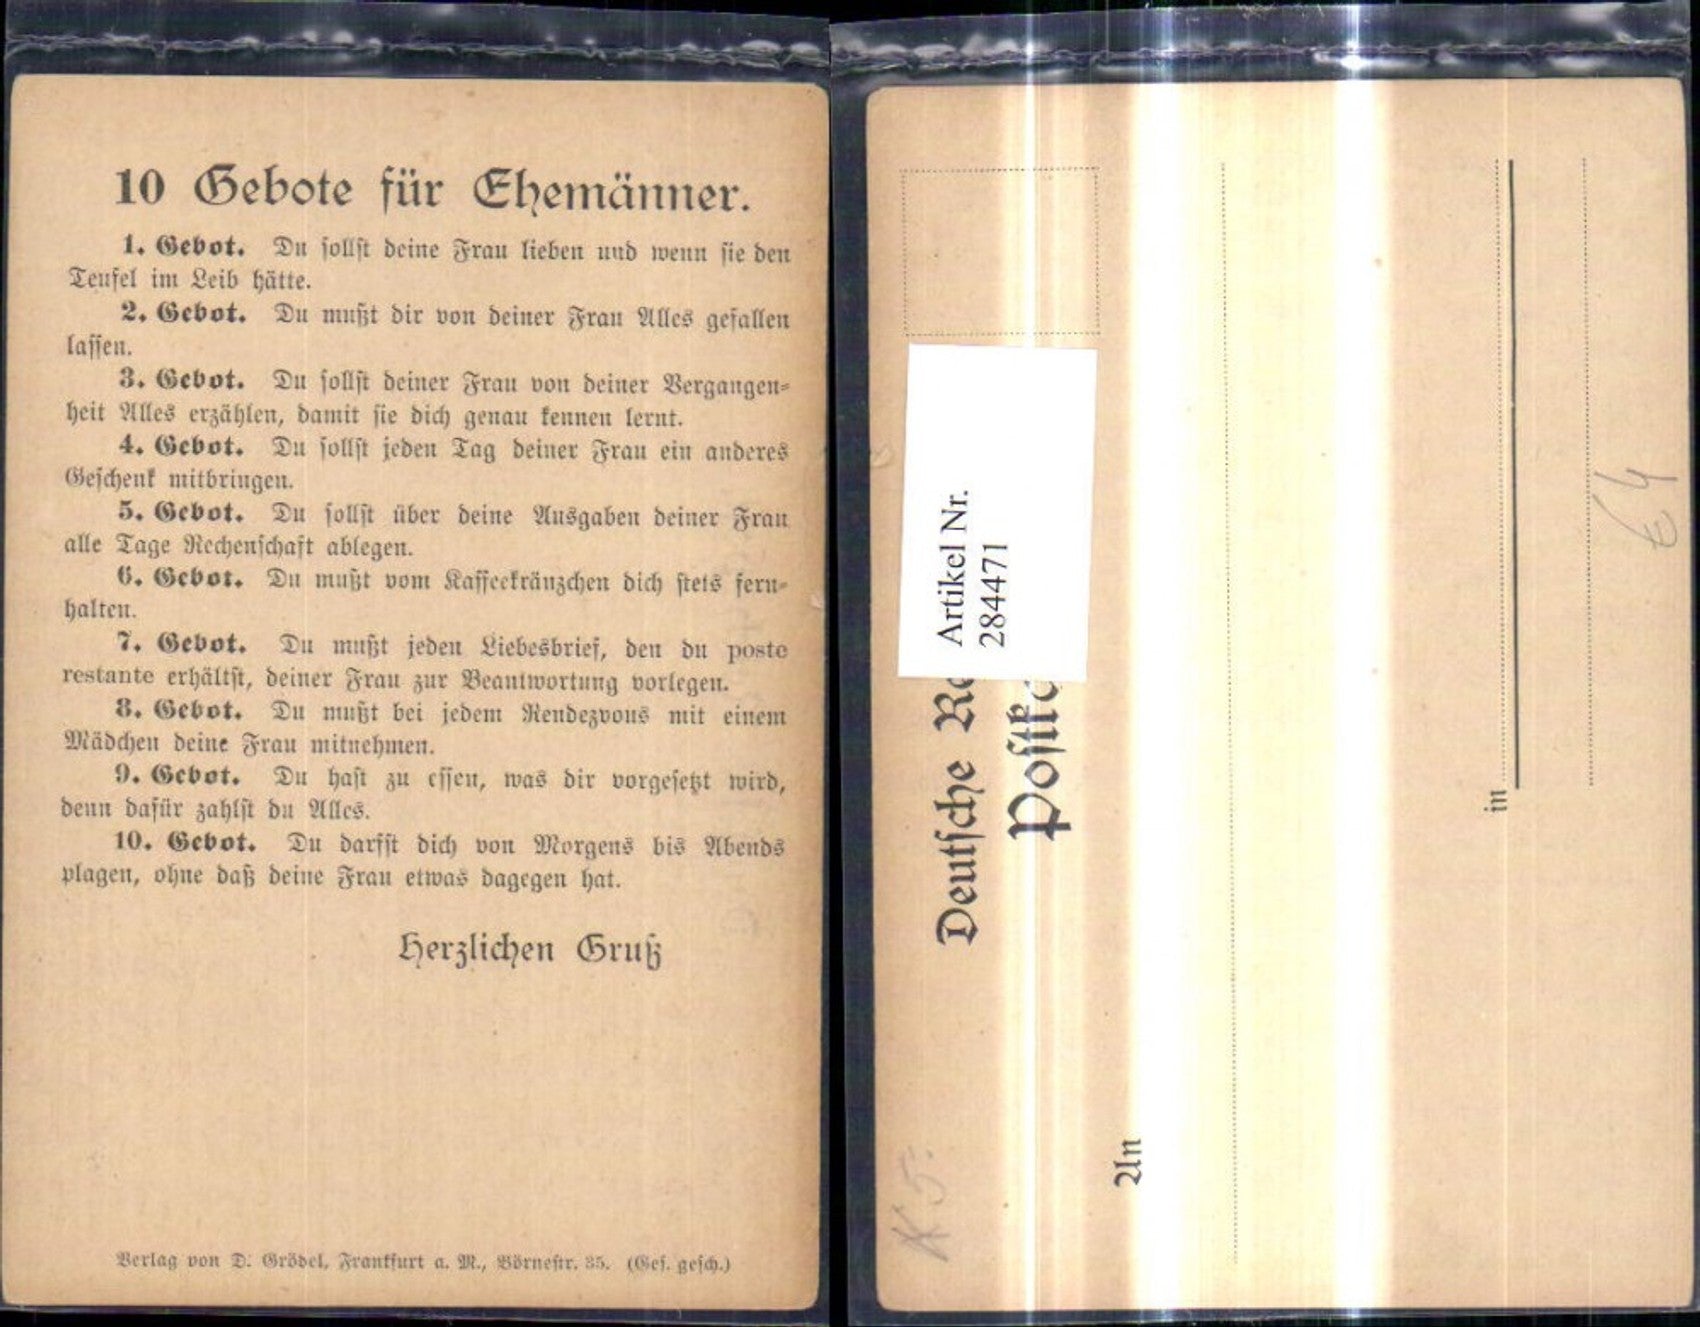 10 Gebote für Ehemänner.
1. Gebot. Du sollst deine Frau lieben und wenn sie den
Teufel im Leib hätte.
2. Gebot. Du mußt dir von deiner Frau Alles gefallen
lassen.
3. Gebot. Du sollst deiner Frau von deiner Vergangen-
heit Alles erzählen, damit sie dich genau kennen lernt.
4. Gebot. Du sollst jeden Tag deiner Frau ein anderes
Geschenk mitbringen.
5. Gebot. Du sollst über deine Ausgaben deiner Frau
alle Tage Rechenschaft ablegen.
6. Gebot. Du mußt vom Kaffeekränzchen dich stets fern-
halten.
7. Gebot. Du mußt jeden Liebesbrief, den du poste
restante erhältst, deiner Frau zur Beantwortung vorlegen.
8. Gebot. Du mußt bei jedem Rendezvous mit einem
Mädchen deine Frau mitnehmen.
9. Gebot. Du hast zu essen, was dir vorgesetzt wird,
denn dafür zahlst du Alles.
10. Gebot. Du darfst dich von Morgens bis Abends
plagen, ohne daß deine Frau etwas dagegen hat.
Herzlichen Gruß
Verlag von D. Grödel, Frankfurt a. M., Börnestr. 35. (Ges. gesch.)
Artikel Nr.
284471
Deutsche Re
Postka
An
in